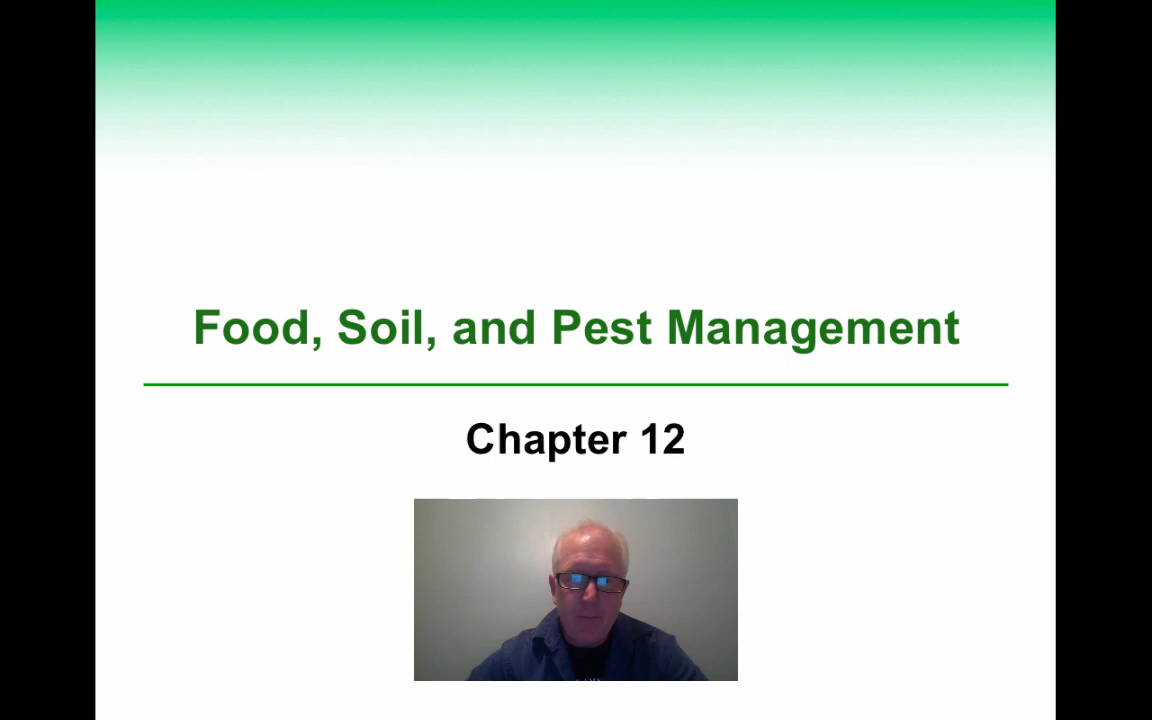 Food, Soil, and Pest Management
Chapter 12